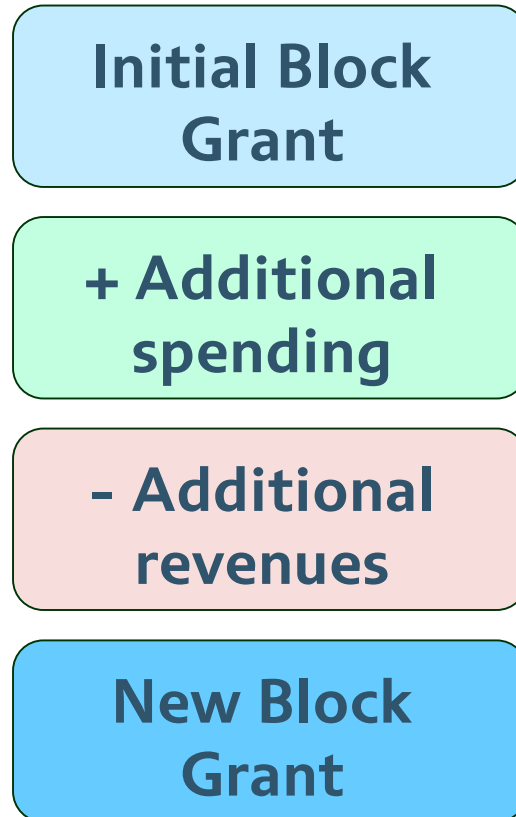 Initial Block
Grant
+ Additional
spending
- Additional
revenues
New Block
Grant